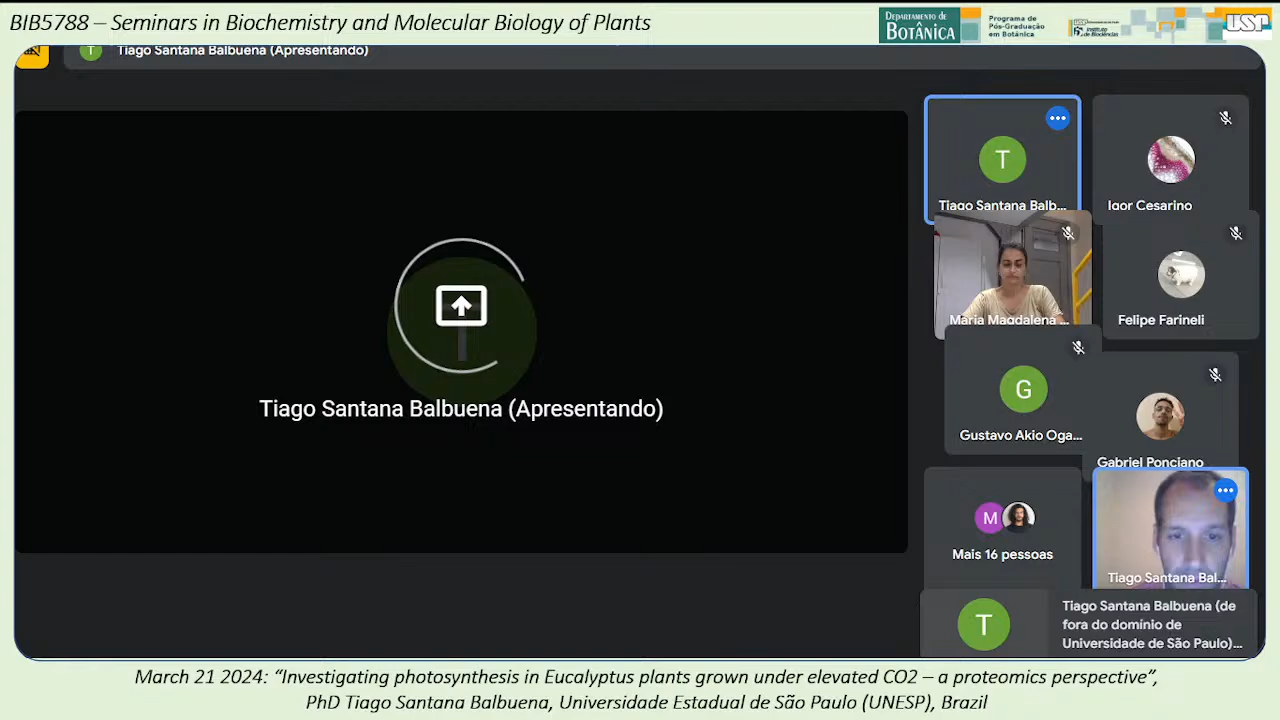 BIB5788 – Seminars in Biochemistry and Molecular Biology of Plants
DEPARTAMENTO DE
BOTÂNICA
Programa de
Pós-Graduação
em Botânica
Instituto de
Biociências
USP
T
Tiago Santana Balbuena (Apresentando)
Tiago Santana Balbuena (Apresentando)
T
Tiago Santana Balb...
Igor Cesarino
Maria Magdalena ...
Felipe Farineli
G
Gustavo Akio Oga...
Gabriel Ponciano
M
Mais 16 pessoas
Tiago Santana Bal...
T
Tiago Santana Balbuena (de
fora do domínio de
Universidade de São Paulo)...
March 21 2024: “Investigating photosynthesis in Eucalyptus plants grown under elevated CO2 – a proteomics perspective”,
PhD Tiago Santana Balbuena, Universidade Estadual de São Paulo (UNESP), Brazil